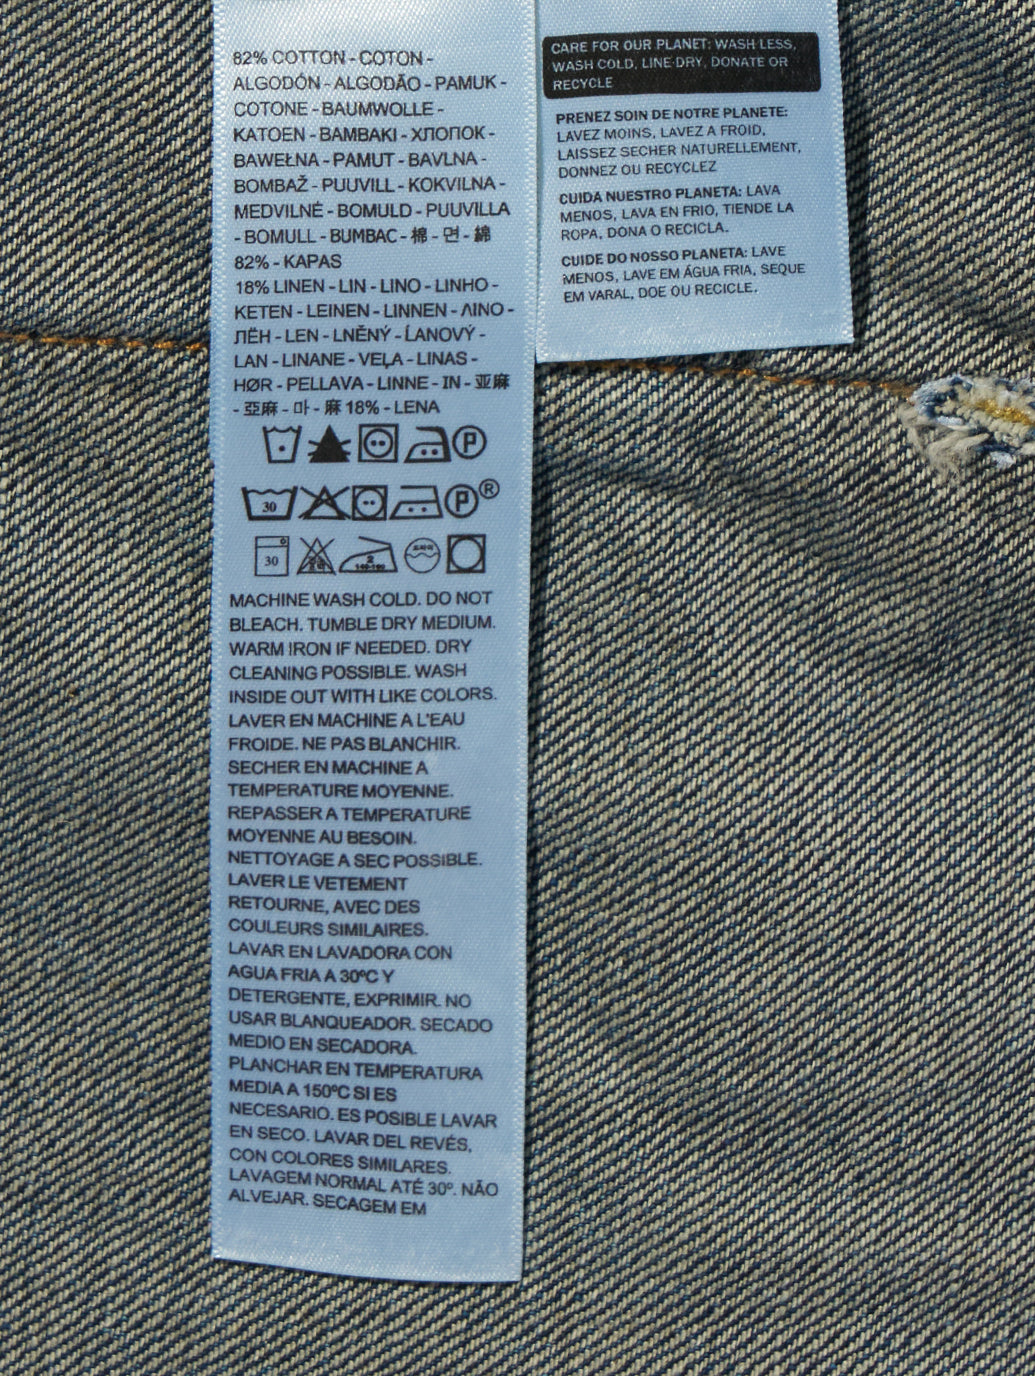 82% COTTON - COTON -
ALGODÓN - ALGODÃO - PAMUK -
COTONE - BAUMWOLLE -
KATOEN - ΒΑΜΒΑΚΙ - ХЛОПОК -
BAWEŁNA - PAMUT - BAVLNA -
BOMBAŽ - PUUVILL - KOKVILNA -
MEDVILNĖ - BOMULD - PUUVILLA
- BOMULL - BUMBAC - 棉 - 면 - 綿
82% - KAPAS
18% LINEN - LIN - LINO - LINHO -
KETEN - LEINEN - LINNEN - ΛΙΝΟ -
ЛЁН - LEN - LNĚNÝ - ĽANOVÝ -
LAN - LINANE - VEĻA - LINAS -
HØR - PELLAVA - LINNE - IN - 亚麻
- 亞麻 - 마 - 麻 18% - LENA
P
30 P ®
30 2
MACHINE WASH COLD. DO NOT
BLEACH. TUMBLE DRY MEDIUM.
WARM IRON IF NEEDED. DRY
CLEANING POSSIBLE. WASH
INSIDE OUT WITH LIKE COLORS.
LAVER EN MACHINE A L'EAU
FROIDE. NE PAS BLANCHIR.
SECHER EN MACHINE A
TEMPERATURE MOYENNE.
REPASSER A TEMPERATURE
MOYENNE AU BESOIN.
NETTOYAGE A SEC POSSIBLE.
LAVER LE VETEMENT
RETOURNE, AVEC DES
COULEURS SIMILAIRES.
LAVAR EN LAVADORA CON
AGUA FRIA A 30ºC Y
DETERGENTE, EXPRIMIR. NO
USAR BLANQUEADOR. SECADO
MEDIO EN SECADORA.
PLANCHAR EN TEMPERATURA
MEDIA A 150ºC SI ES
NECESARIO. ES POSIBLE LAVAR
EN SECO. LAVAR DEL REVÉS,
CON COLORES SIMILARES.
LAVAGEM NORMAL ATÉ 30º. NÃO
ALVEJAR. SECAGEM EM
CARE FOR OUR PLANET: WASH LESS,
WASH COLD, LINE-DRY, DONATE OR
RECYCLE
PRENEZ SOIN DE NOTRE PLANETE:
LAVEZ MOINS, LAVEZ A FROID,
LAISSEZ SECHER NATURELLEMENT,
DONNEZ OU RECYCLEZ
CUIDA NUESTRO PLANETA: LAVA
MENOS, LAVA EN FRIO, TIENDE LA
ROPA, DONA O RECICLA.
CUIDE DO NOSSO PLANETA: LAVE
MENOS, LAVE EM ÁGUA FRIA, SEQUE
EM VARAL, DOE OU RECICLE.